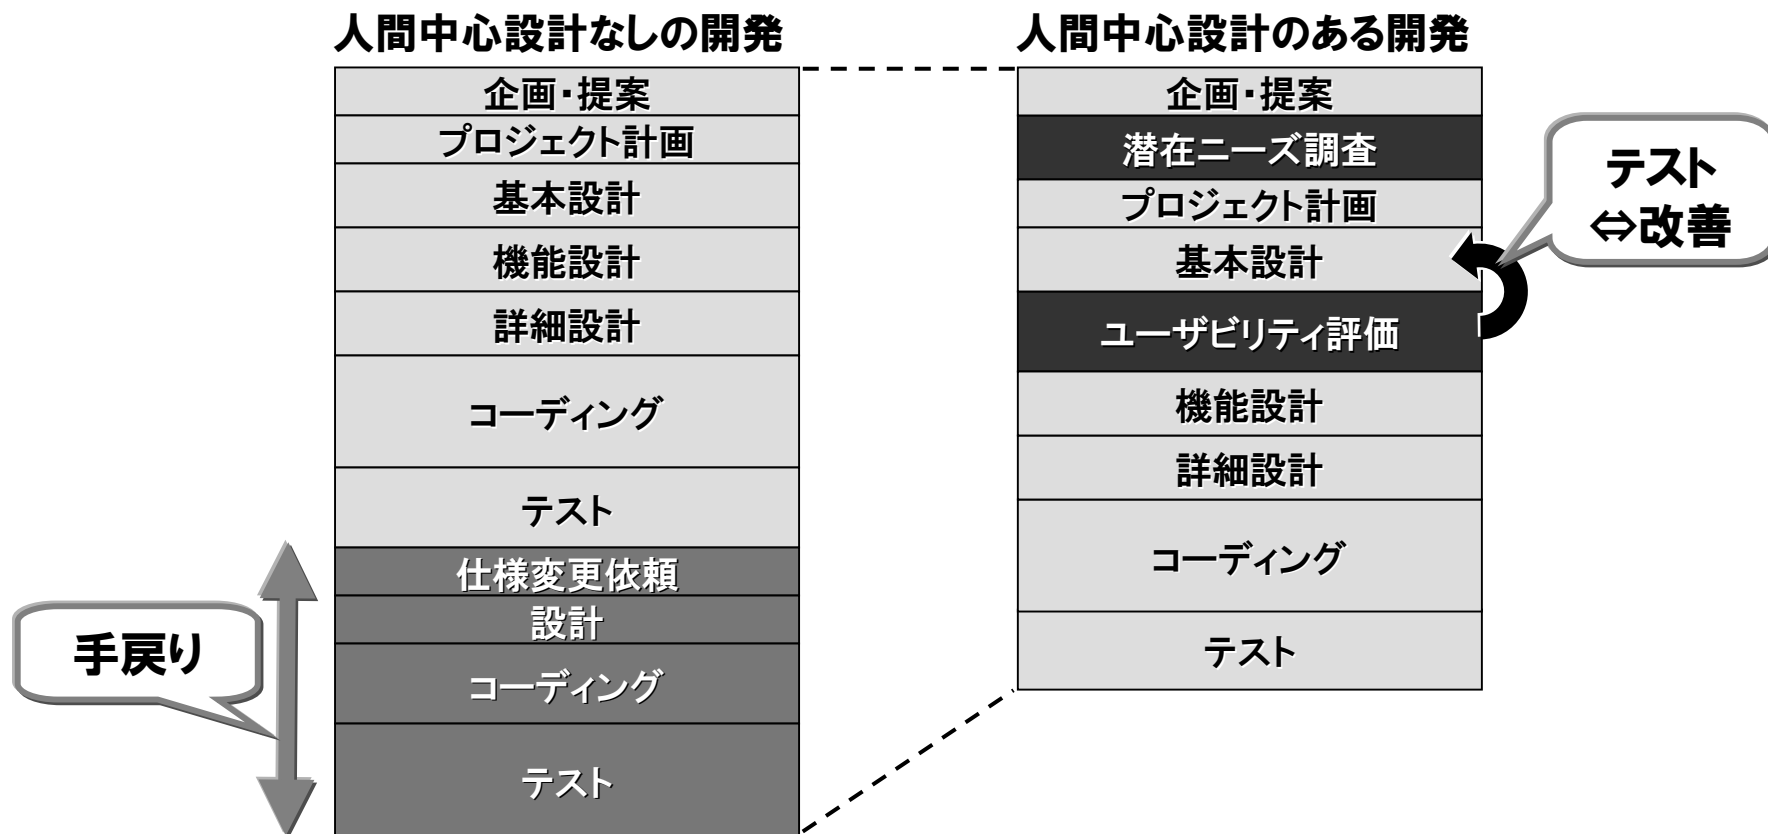 人間中心設計なしの開発
企画・提案
プロジェクト計画
基本設計
機能設計
詳細設計
コーディング
テスト
仕様変更依頼
設計
コーディング
テスト
手戻り
人間中心設計のある開発
企画・提案
潜在ニーズ調査
プロジェクト計画
基本設計
ユーザビリティ評価
機能設計
詳細設計
コーディング
テスト
テスト
⇔改善